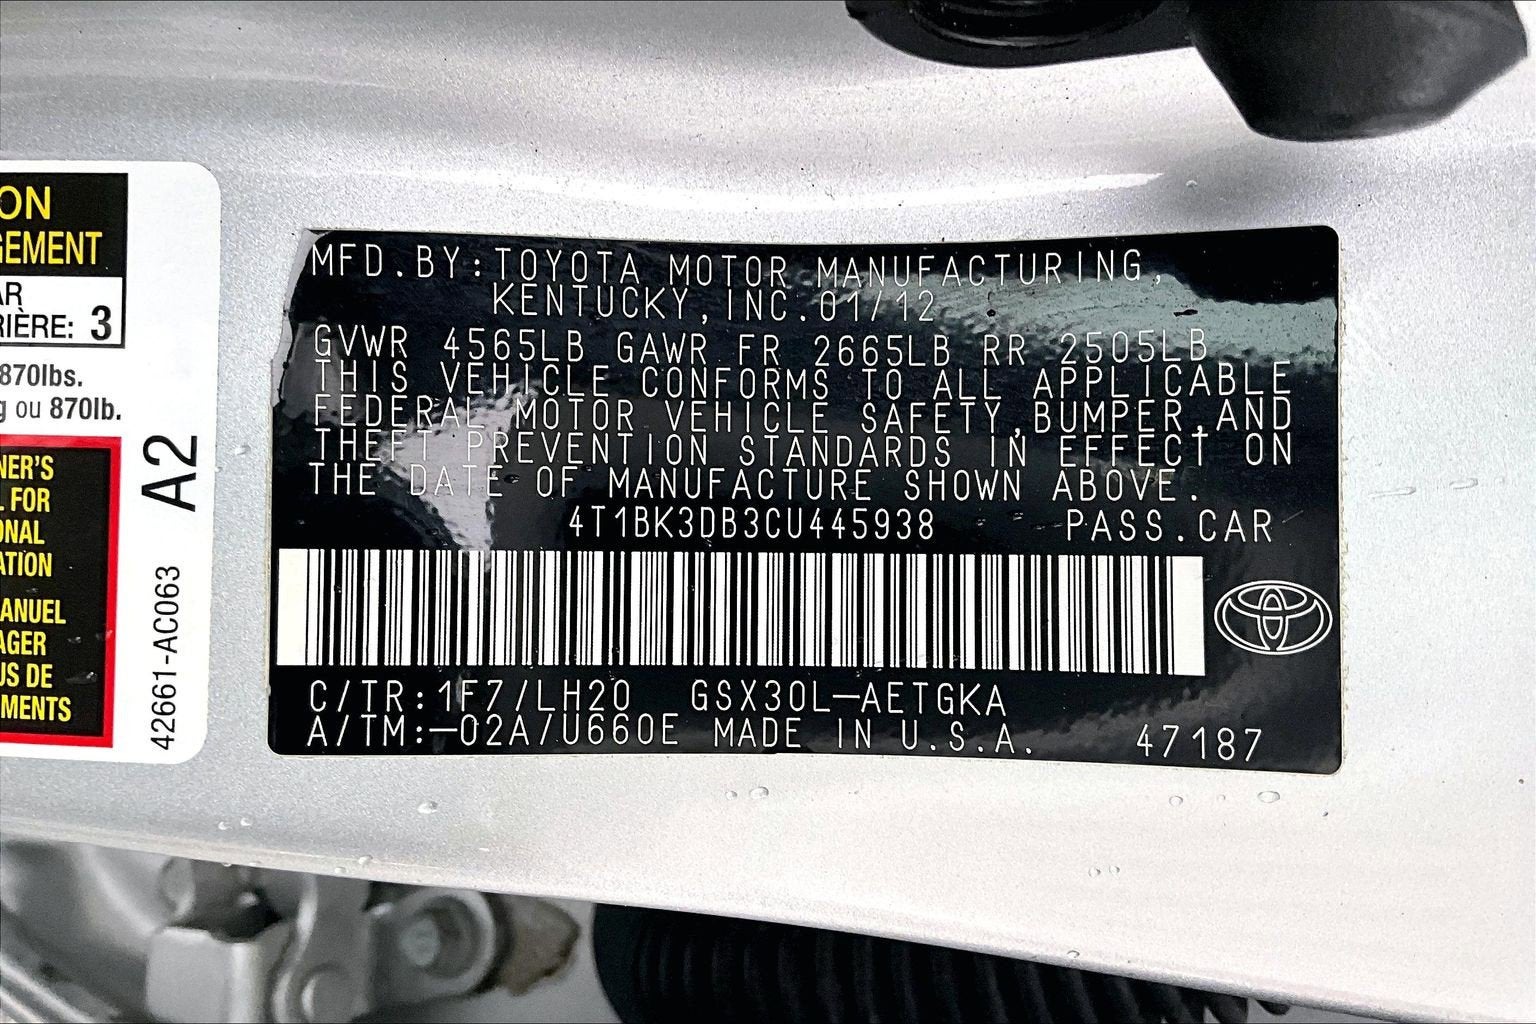 ON
GEMENT
AR
RIÈRE: 3
870lbs.
g ou 870lb.
NER'S
L FOR
ONAL
ATION
ANUEL
AGER
US DE
MENTS
A2
42661-AC063
MFD.BY:TOYOTA MOTOR MANUFACTURING,
KENTUCKY,INC.01/12
GVWR 4565LB GAWR FR 2665LB RR 2505LB
THIS VEHICLE CONFORMS TO ALL APPLICABLE
FEDERAL MOTOR VEHICLE SAFETY,BUMPER,AND
THEFT PREVENTION STANDARDS IN EFFECT ON
THE DATE OF MANUFACTURE SHOWN ABOVE.
4T1BK3DB3CU445938 PASS.CAR
C/TR:1F7/LH20 GSX30L-AETGKA
A/TM:-02A/U660E MADE IN U.S.A. 47187